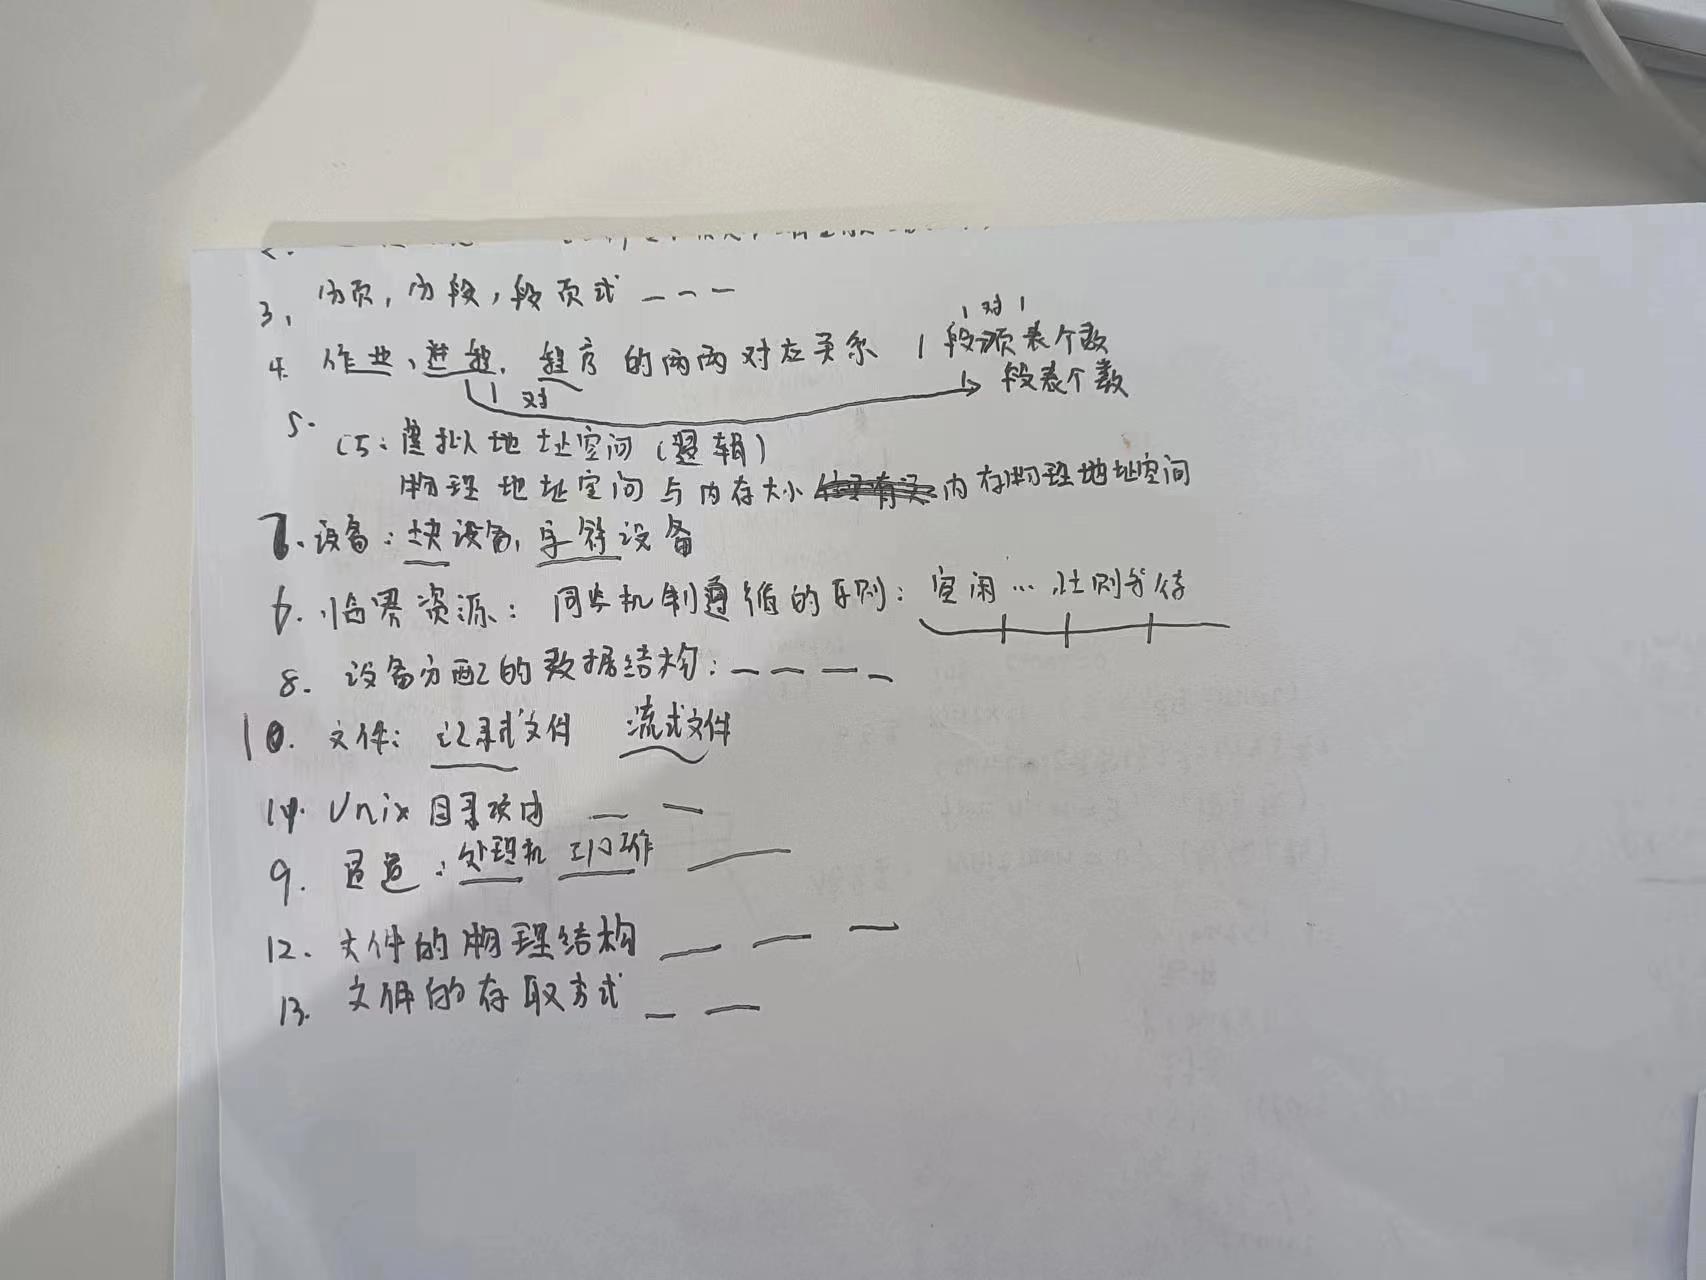 3, 分页, 分段, 段页式 — — —
1 对 1
4. 作业、进程、程序的两两对应关系 1 段页表个数
1 对 1 段表个数
5. 虚拟地址空间(逻辑)
物理地址空间与内存大小 内存物理地址空间
7. 设备: 块设备, 字符设备
6. 临界资源: 同步机制遵循的原则: 空闲… 让则等待
8. 设备分配的数据结构: — — — —
10. 文件: 记录式文件 流式文件
14. Unix 目录项由 — —
9. 通道: 处理机 I/O工作 —
12. 文件的物理结构 — — —
13. 文件的存取方式 — —